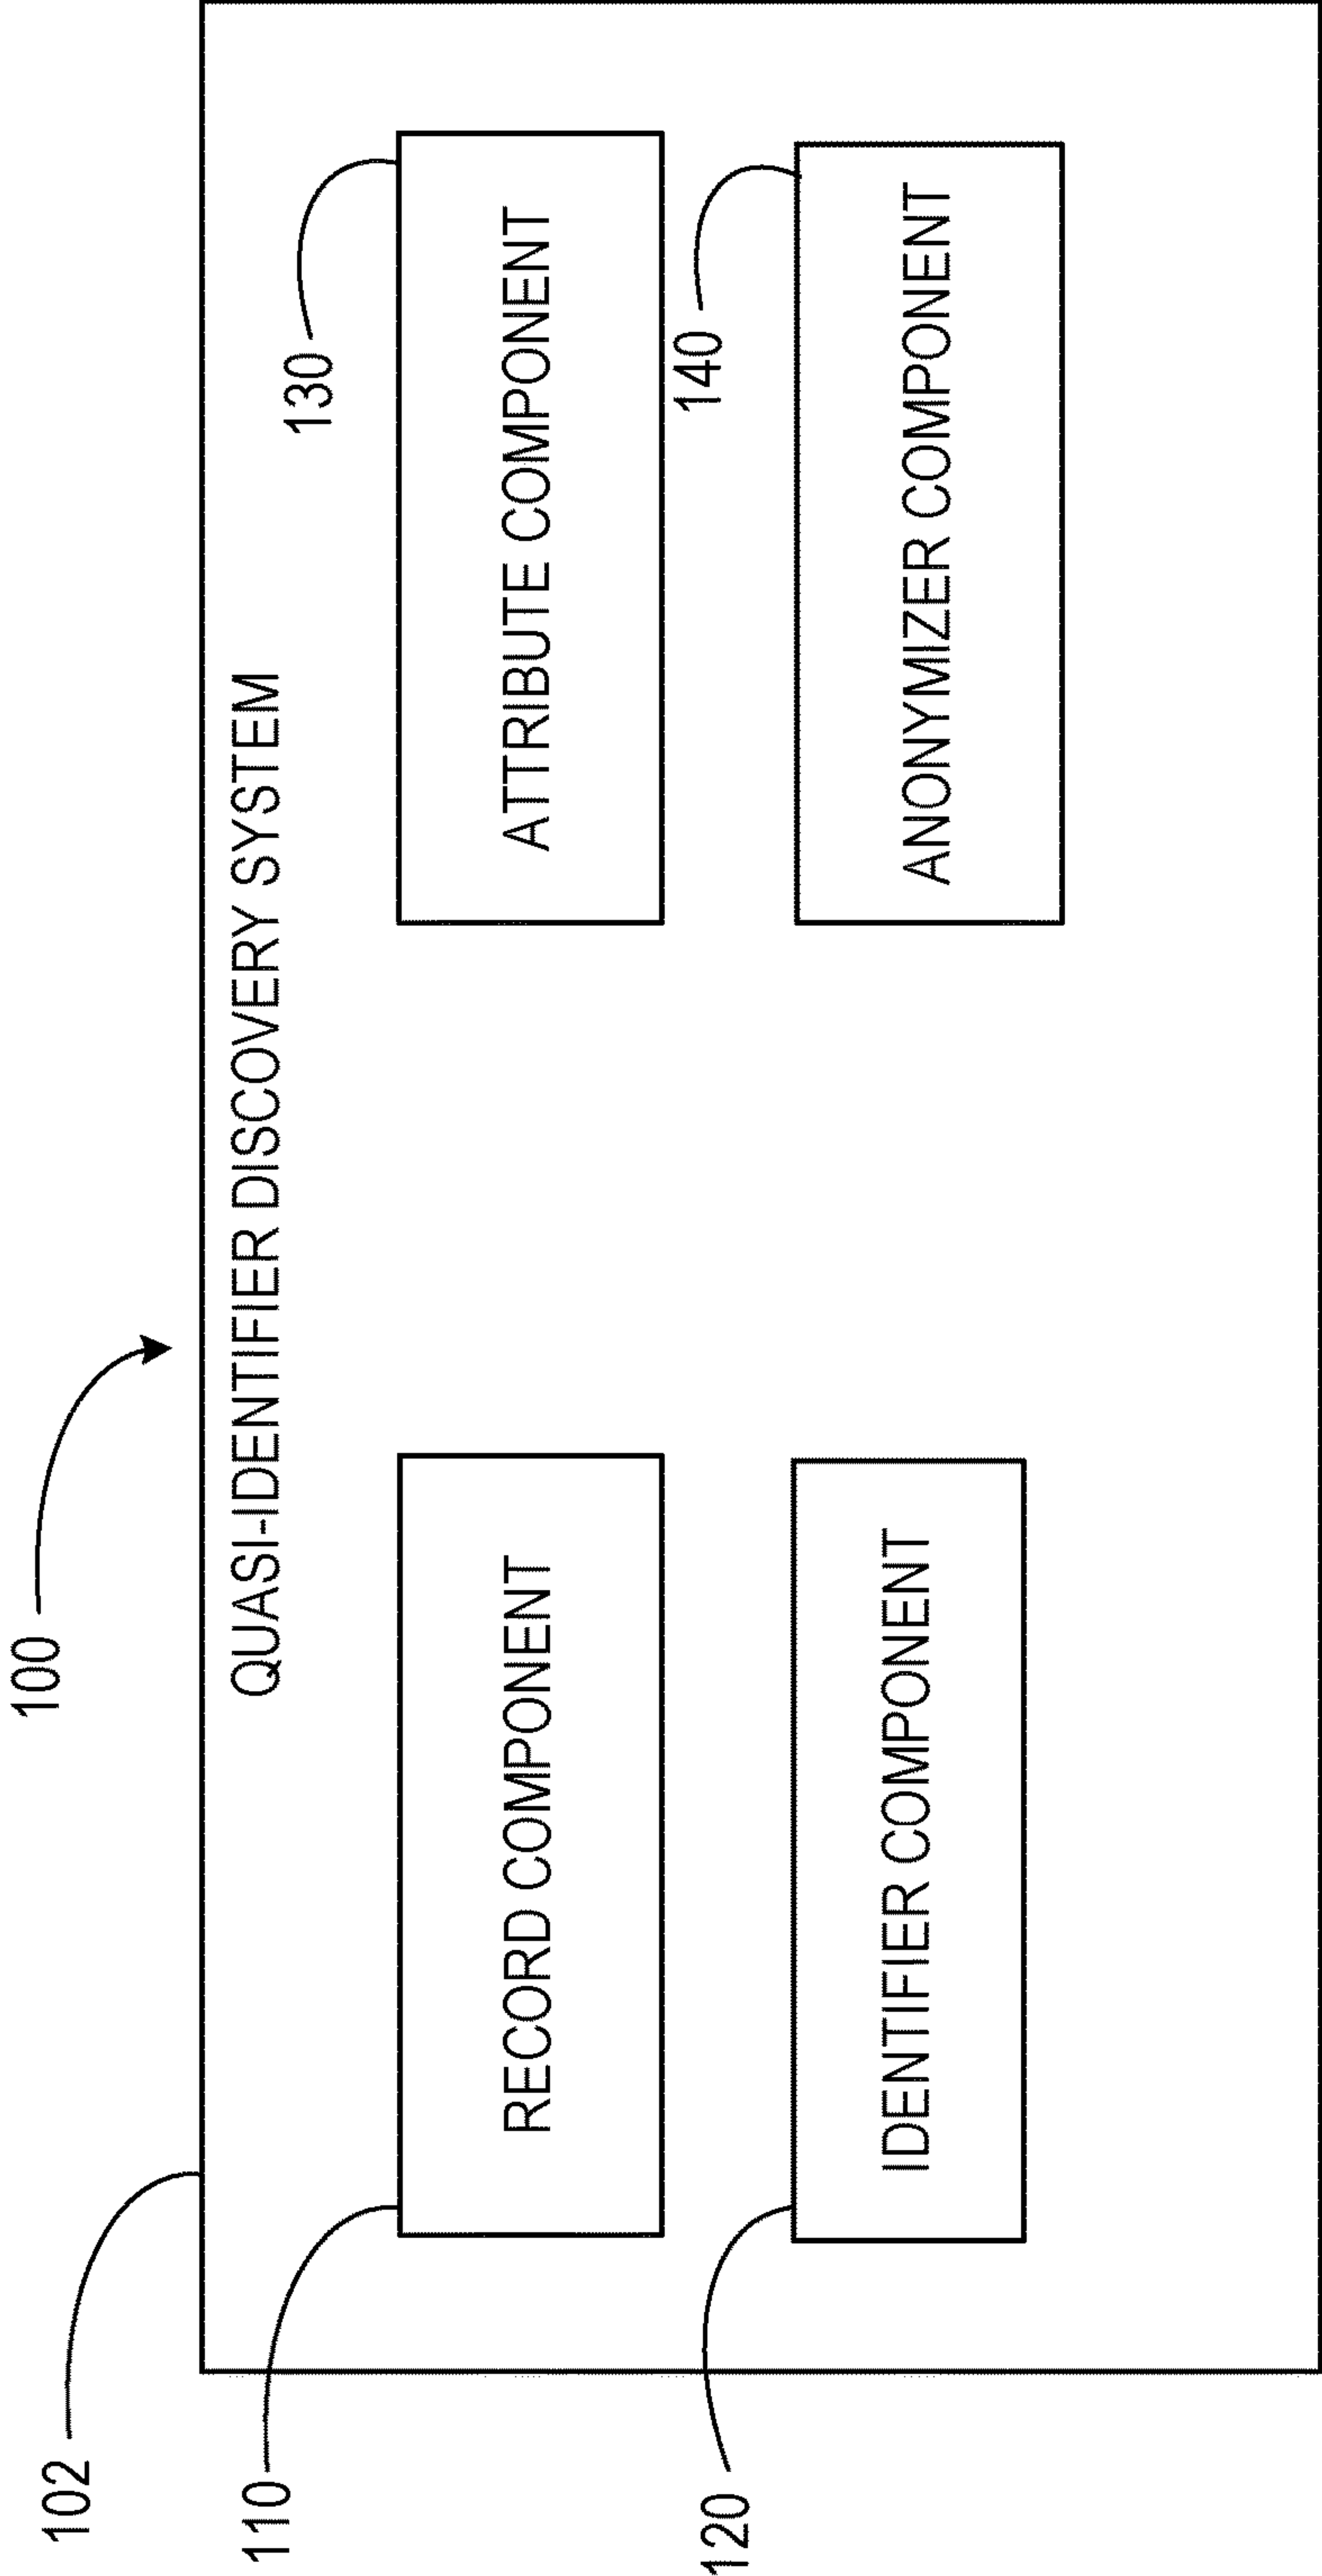 100
102
QUASI-IDENTIFIER DISCOVERY SYSTEM
110
RECORD COMPONENT
130
ATTRIBUTE COMPONENT
120
IDENTIFIER COMPONENT
140
ANONYMIZER COMPONENT